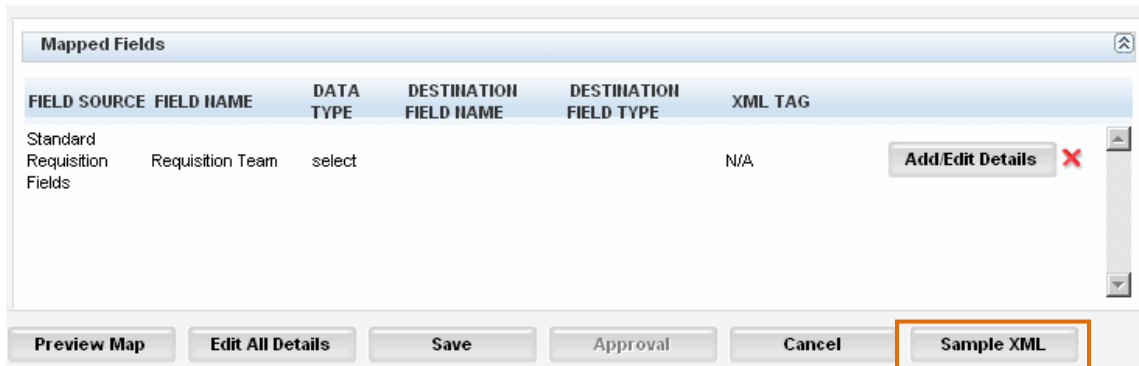 Mapped Fields
FIELD SOURCE FIELD NAME DATA TYPE DESTINATION FIELD NAME DESTINATION FIELD TYPE XML TAG
Standard Requisition Fields Requisition Team select N/A Add/Edit Details
Preview Map Edit All Details Save Approval Cancel Sample XML